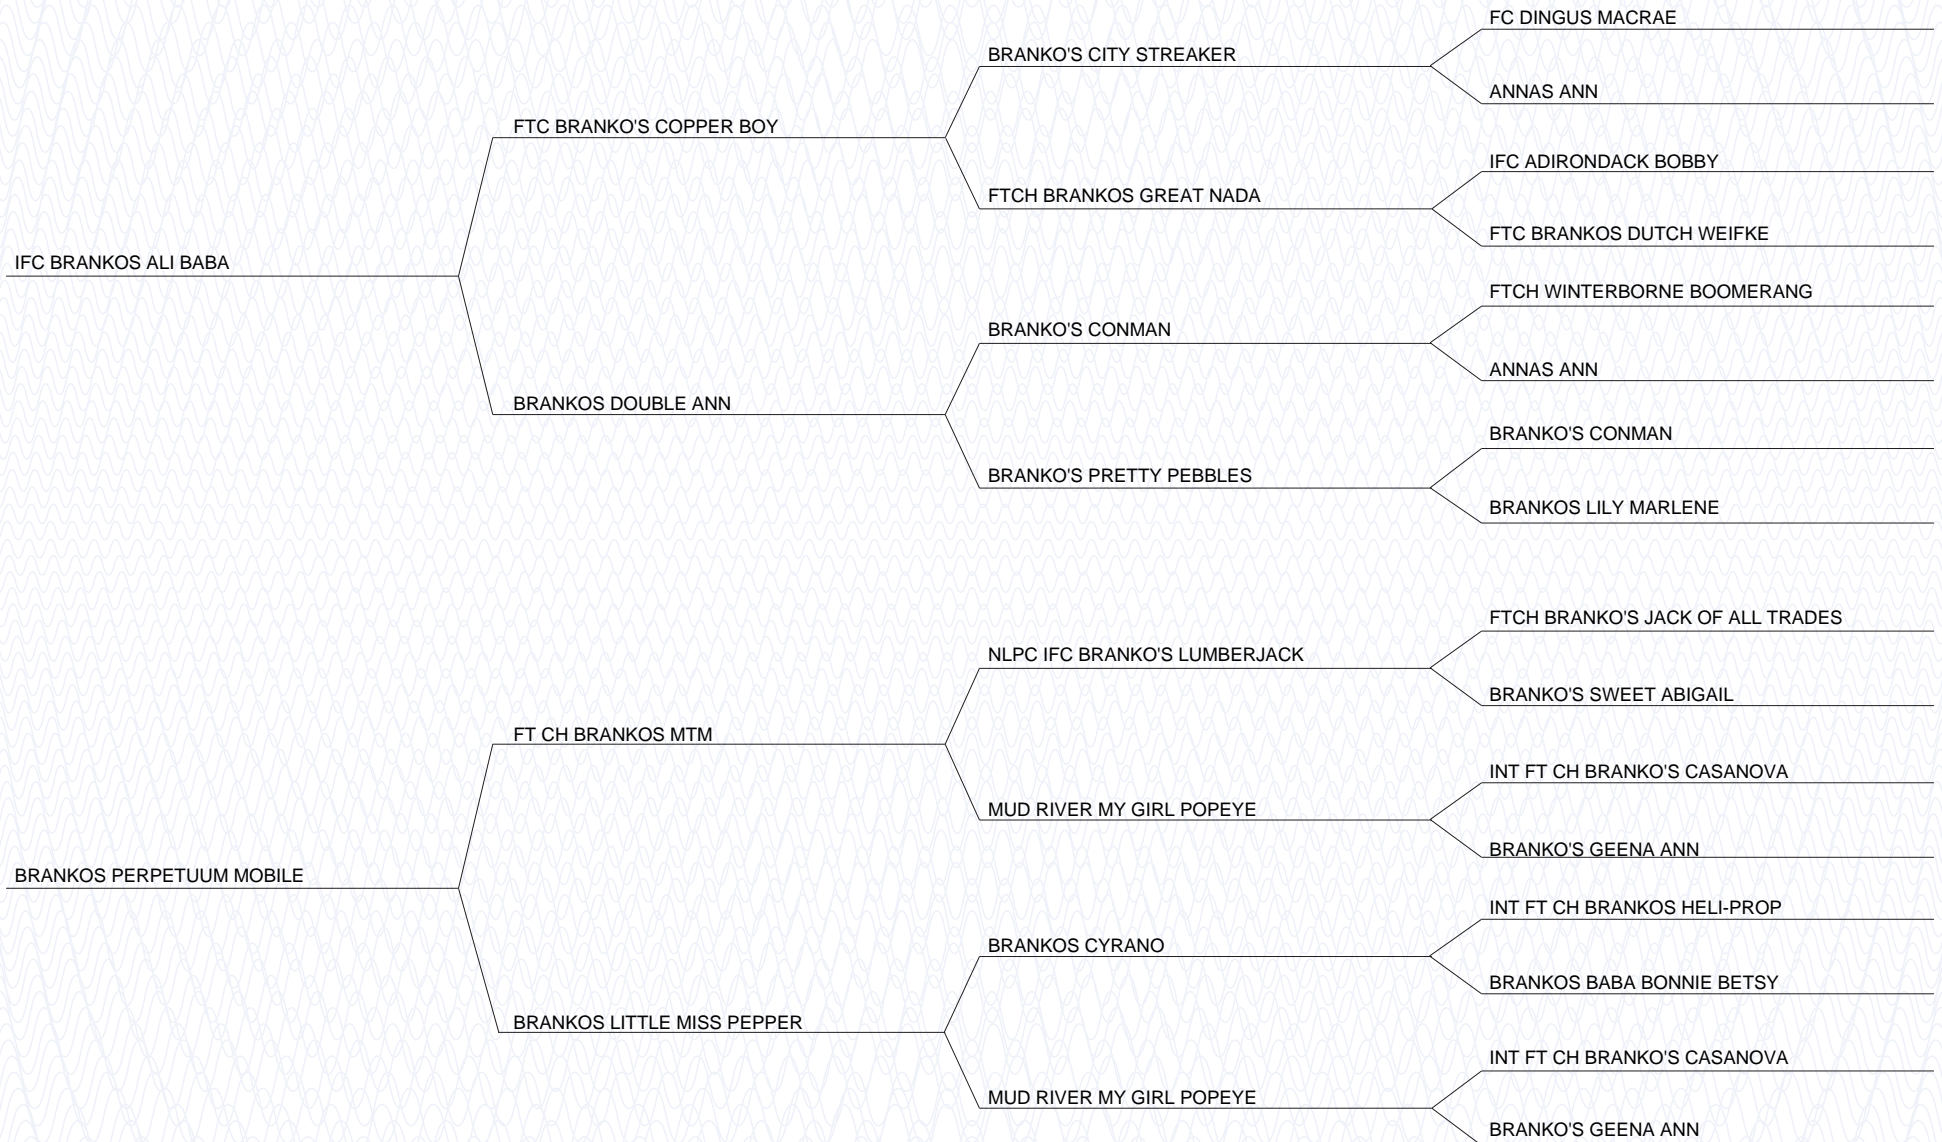 FC DINGUS MACRAE
BRANKO'S CITY STREAKER
ANNAS ANN
FTC BRANKO'S COPPER BOY
IFC ADIRONDACK BOBBY
FTCH BRANKOS GREAT NADA
FTC BRANKOS DUTCH WEIFKE
IFC BRANKOS ALI BABA
FTCH WINTERBORNE BOOMERANG
BRANKO'S CONMAN
ANNAS ANN
BRANKOS DOUBLE ANN
BRANKO'S CONMAN
BRANKO'S PRETTY PEBBLES
BRANKOS LILY MARLENE
FTCH BRANKO'S JACK OF ALL TRADES
NLPC IFC BRANKO'S LUMBERJACK
BRANKO'S SWEET ABIGAIL
FT CH BRANKOS MTM
INT FT CH BRANKO'S CASANOVA
MUD RIVER MY GIRL POPEYE
BRANKO'S GEENA ANN
BRANKOS PERPETUUM MOBILE
INT FT CH BRANKOS HELI-PROP
BRANKOS CYRANO
BRANKOS BABA BONNIE BETSY
BRANKOS LITTLE MISS PEPPER
INT FT CH BRANKO'S CASANOVA
MUD RIVER MY GIRL POPEYE
BRANKO'S GEENA ANN